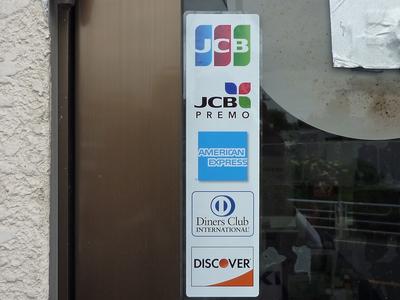 JCB
JCB
PREMO
AMERICAN
EXPRESS
Diners Club
INTERNATIONAL
DISCOVER